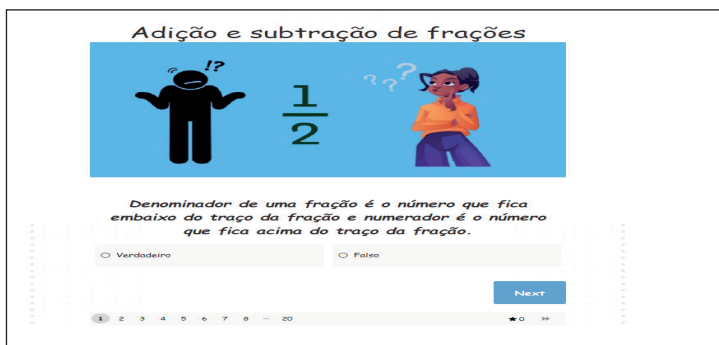 Adição e subtração de frações
!?
? ? ?
1
2
Denominador de uma fração é o número que fica
embaixo do traço da fração e numerador é o número
que fica acima do traço da fração.
Verdadeiro
Falso
Next
1 2 3 4 5 6 7 8 ... 20
★ 0 »